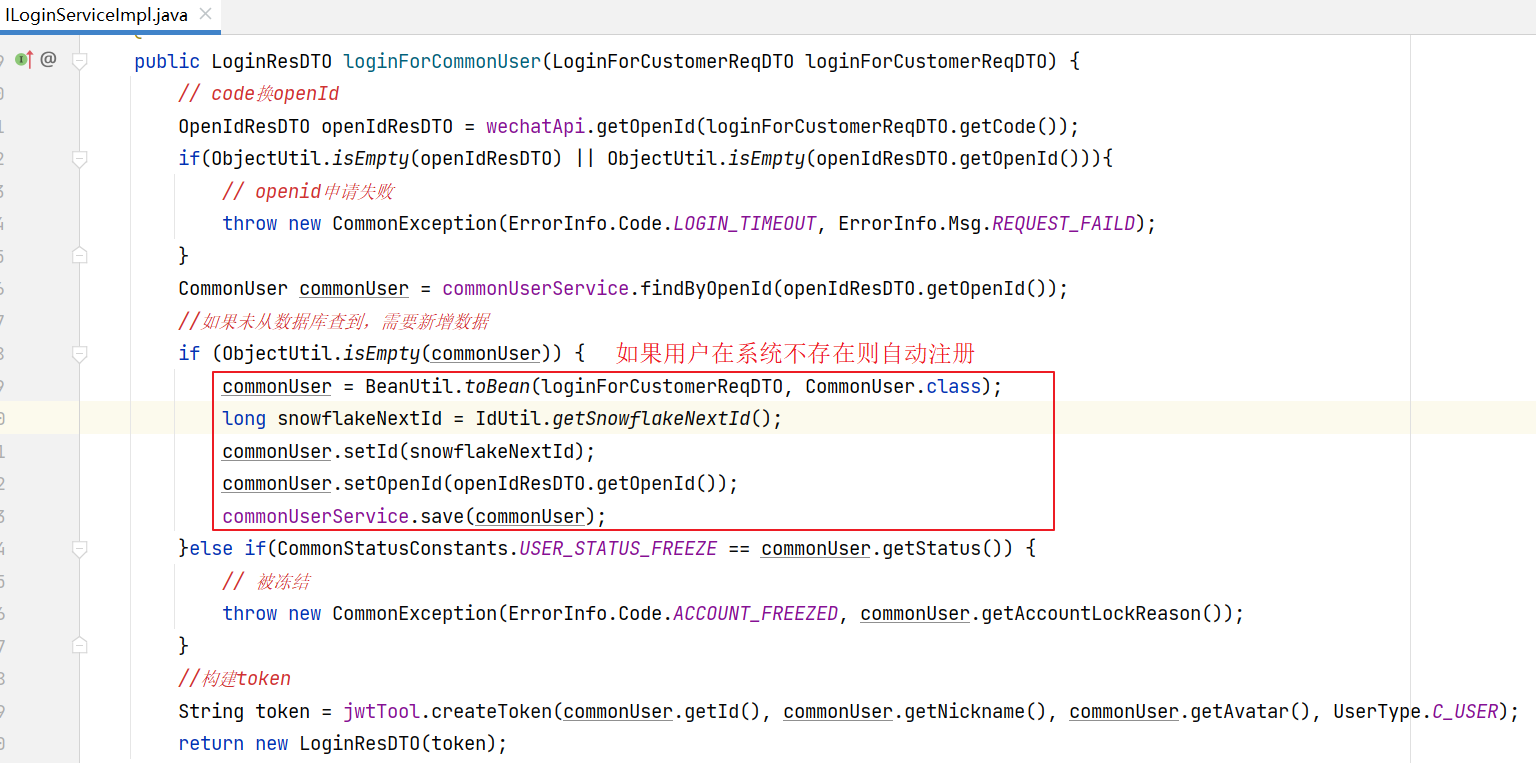 ILoginServiceImpl.java
public LoginResDTO loginForCommonUser(LoginForCustomerReqDTO loginForCustomerReqDTO) {
// code换openId
OpenIdResDTO openIdResDTO = wechatApi.getOpenId(loginForCustomerReqDTO.getCode());
if(ObjectUtil.isEmpty(openIdResDTO) || ObjectUtil.isEmpty(openIdResDTO.getOpenId())){
// openid申请失败
throw new CommonException(ErrorInfo.Code.LOGIN_TIMEOUT, ErrorInfo.Msg.REQUEST_FAILD);
}
CommonUser commonUser = commonUserService.findByOpenId(openIdResDTO.getOpenId());
//如果未从数据库查到，需要新增数据
if (ObjectUtil.isEmpty(commonUser)) { 如果用户在系统不存在则自动注册
commonUser = BeanUtil.toBean(loginForCustomerReqDTO, CommonUser.class);
long snowflakeNextId = IdUtil.getSnowflakeNextId();
commonUser.setId(snowflakeNextId);
commonUser.setOpenId(openIdResDTO.getOpenId());
commonUserService.save(commonUser);
}else if(CommonStatusConstants.USER_STATUS_FREEZE == commonUser.getStatus()) {
// 被冻结
throw new CommonException(ErrorInfo.Code.ACCOUNT_FREEZED, commonUser.getAccountLockReason());
}
//构建token
String token = jwtTool.createToken(commonUser.getId(), commonUser.getNickname(), commonUser.getAvatar(), UserType.C_USER);
return new LoginResDTO(token);